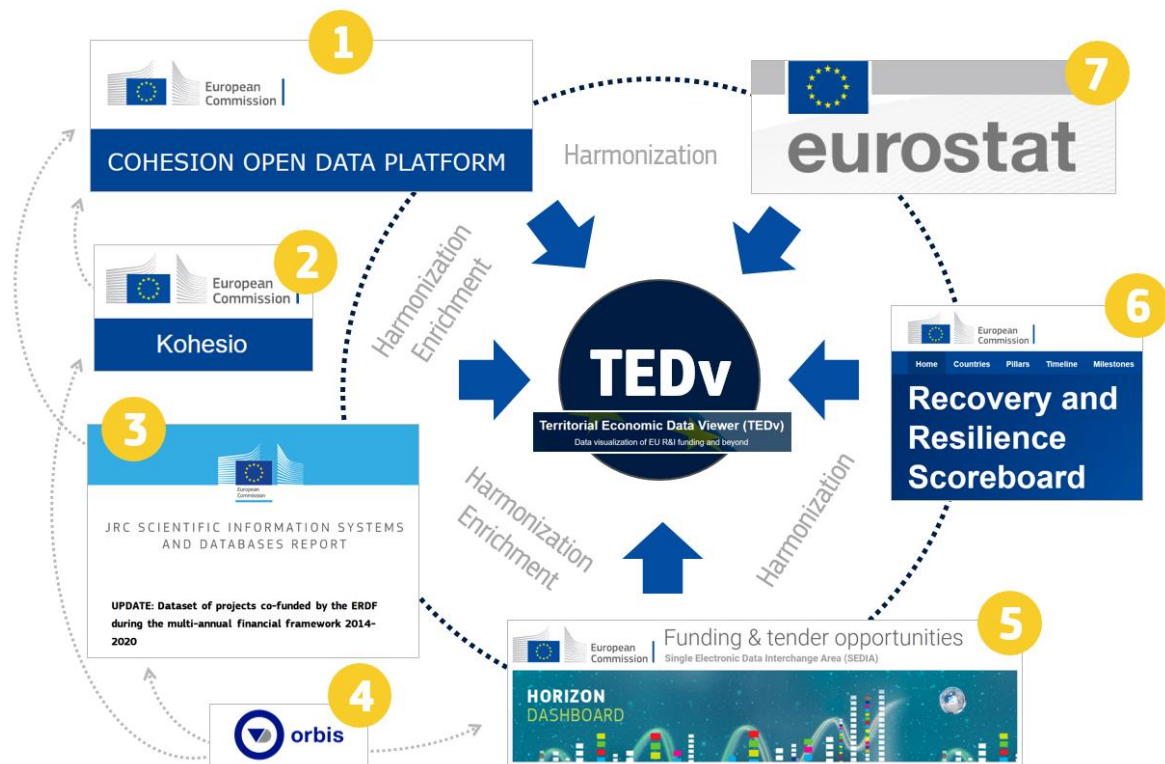 1
European
Commission
COHESION OPEN DATA PLATFORM
7
eurostat
Harmonization
2
European
Commission
Kohesio
Harmonization
Enrichment
6
European
Commission
Home Countries Pillars Timeline Milestones
Recovery and
Resilience
Scoreboard
TEDv
Territorial Economic Data Viewer (TEDv)
Data visualization of EU R&I funding and beyond
3
European
Commission
JRC SCIENTIFIC INFORMATION SYSTEMS
AND DATABASES REPORT
UPDATE: Dataset of projects co-funded by the ERDF
during the multi-annual financial framework 2014-
2020
Harmonization
Enrichment
Harmonization
4
orbis
5
European
Commission
Funding & tender opportunities
Single Electronic Data Interchange Area (SEDIA)
HORIZON
DASHBOARD